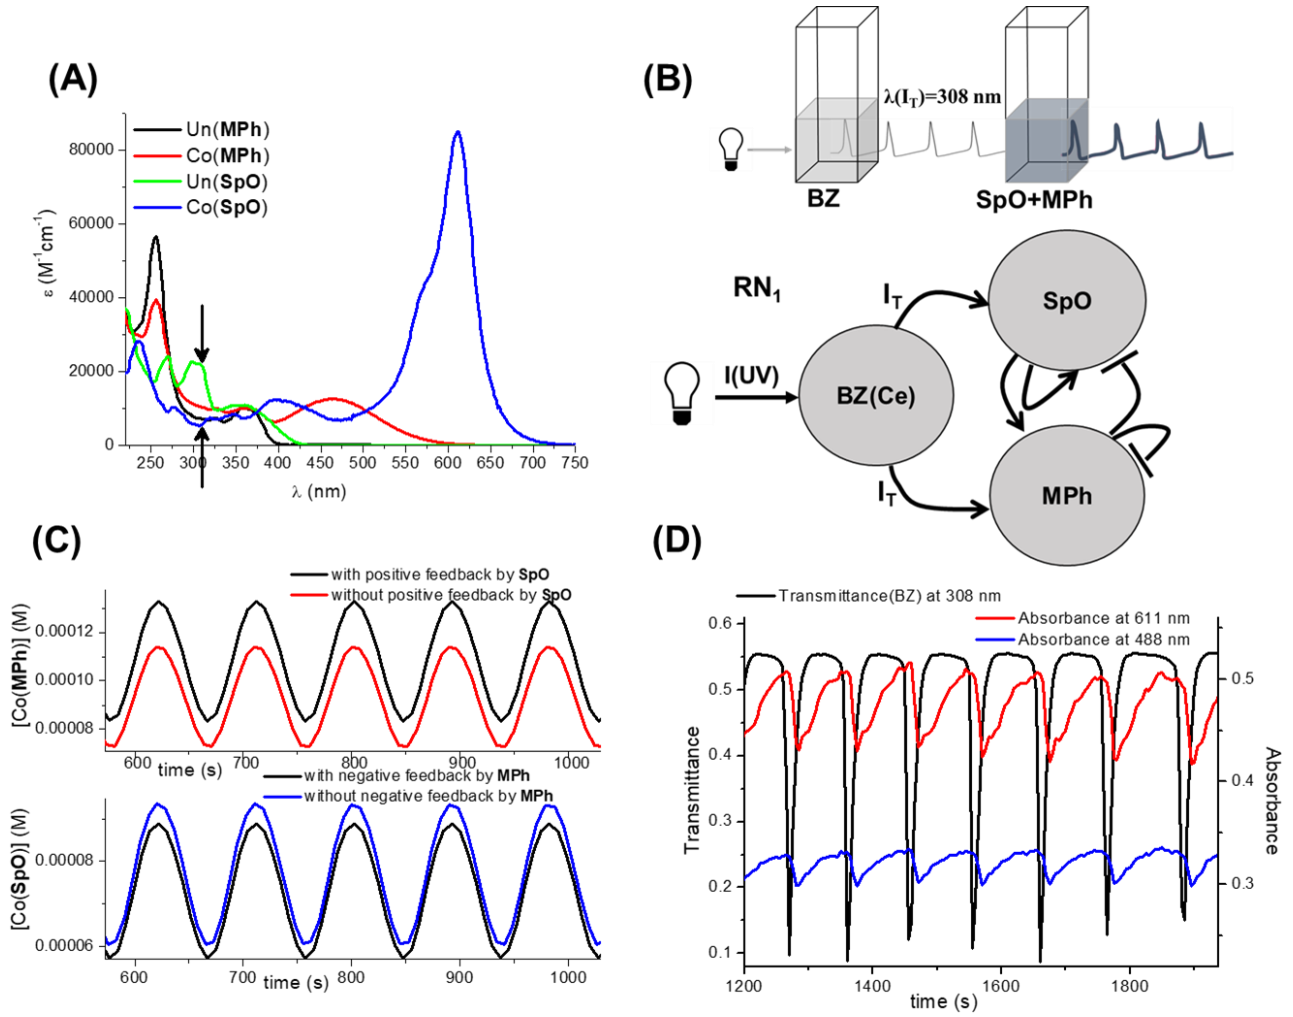 (A)
Un(MPh)
Co(MPh)
Un(SpO)
Co(SpO)
80000
60000
40000
20000
0
ε (M⁻¹cm⁻¹)
250 300 350 400 450 500 550 600 650 700 750
λ (nm)
(B)
λ(I_T)=308 nm
BZ
SpO+MPh
RN₁
I_T
SpO
I(UV)
BZ(Ce)
I_T
MPh
(C)
with positive feedback by SpO
without positive feedback by SpO
[Co(MPh)] (M)
0.00012
0.00010
0.00008
600 700 800 900 1000
time (s)
with negative feedback by MPh
without negative feedback by MPh
[Co(SpO)] (M)
0.00008
0.00006
600 700 800 900 1000
time (s)
(D)
Transmittance(BZ) at 308 nm
Absorbance at 611 nm
Absorbance at 488 nm
Transmittance
0.6
0.5
0.4
0.3
0.2
0.1
0.5
0.4
0.3
Absorbance
1200 1400 1600 1800
time (s)